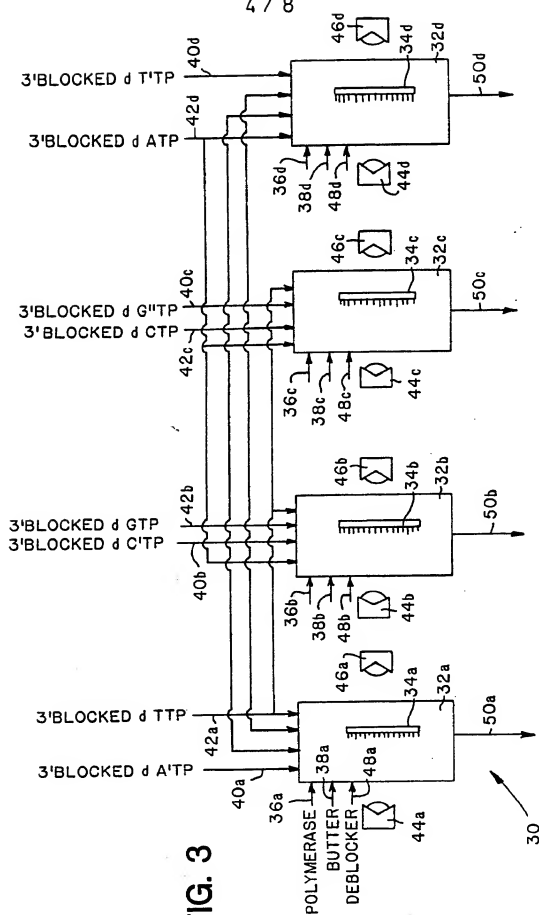 4/8
46d
34d
32d
40d
3'BLOCKED d T'TP
42d
3'BLOCKED d ATP
50d
36d
38d
48d
44d
46c
34c
32c
40c
3'BLOCKED d G"TP
3'BLOCKED d CTP
42c
50c
36c
38c
48c
44c
46b
34b
32b
42b
3'BLOCKED d GTP
3'BLOCKED d C'TP
40b
50b
36b
38b
48b
44b
46a
34a
32a
3'BLOCKED d TTP
42a
3'BLOCKED d A'TP
40a
50a
38a
48a
36a
POLYMERASE
BUTTER
DEBLOCKER
44a
30
FIG. 3